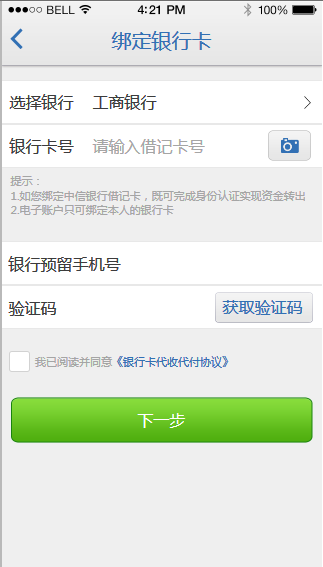 BELL 4:21 PM 100%
绑定银行卡
选择银行 工商银行
银行卡号 请输入借记卡号
提示：
1.如您绑定中信银行借记卡，既可完成身份认证实现资金转出
2.电子账户只可绑定本人的银行卡
银行预留手机号
验证码 获取验证码
我已阅读并同意《银行卡代收代付协议》
下一步